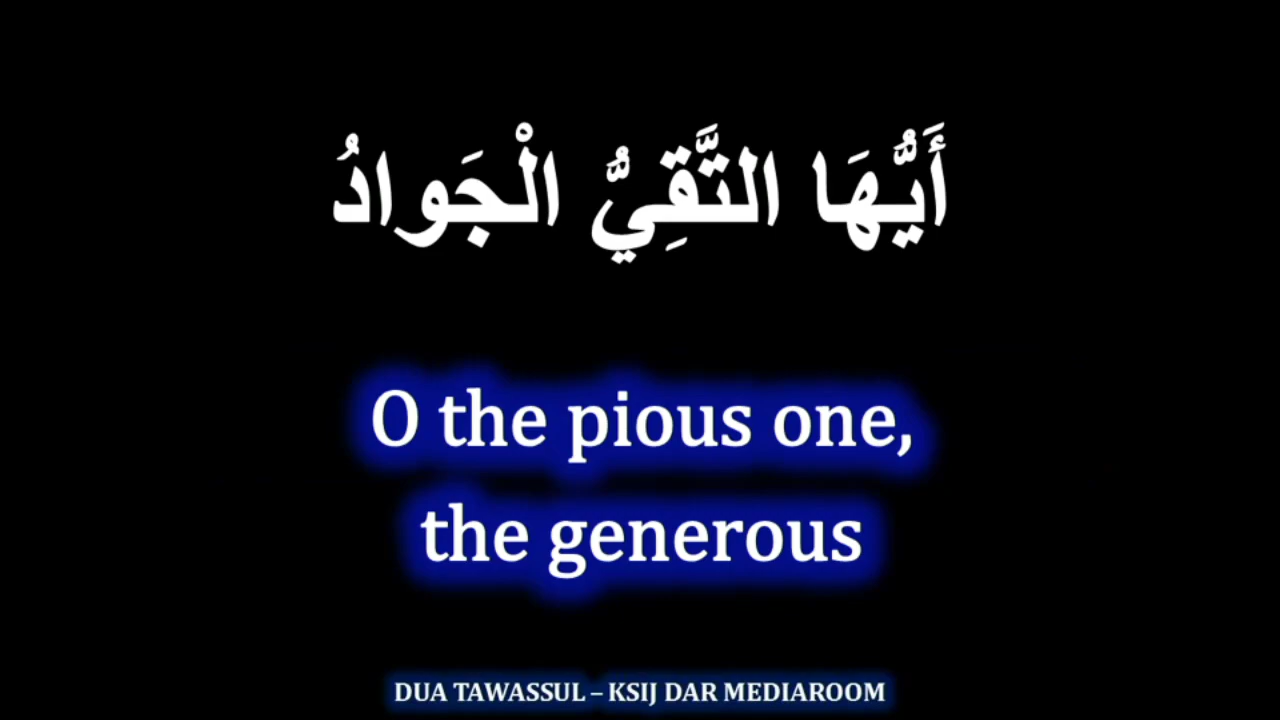 أَيُّهَا التَّقِيُّ الْجَوادُ
O the pious one,
the generous
DUA TAWASSUL – KSIJ DAR MEDIAROOM